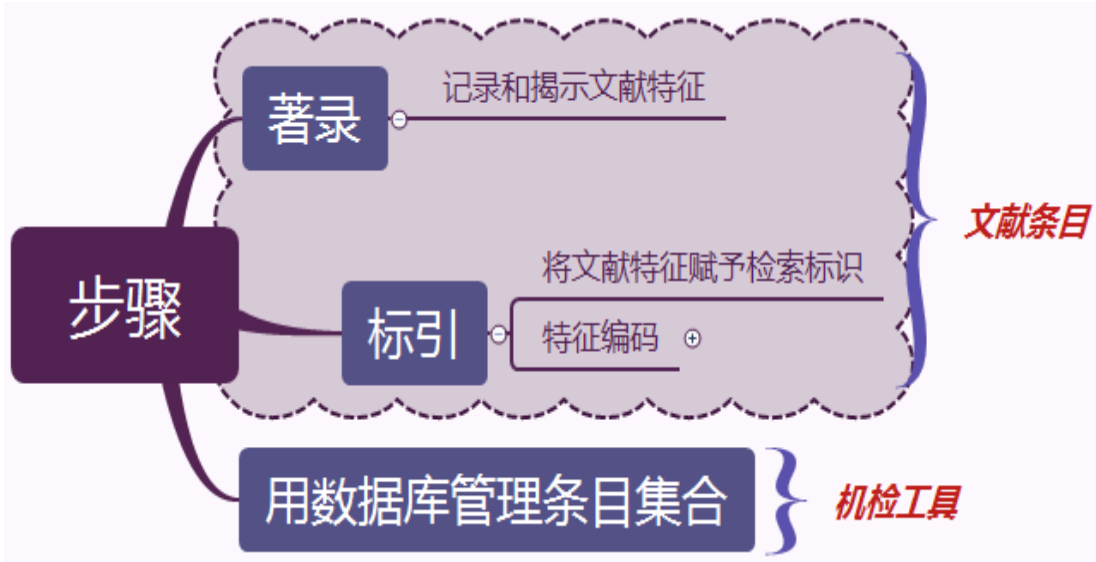 步骤
著录
记录和揭示文献特征
标引
将文献特征赋予检索标识
特征编码
文献条目
用数据库管理条目集合
机检工具